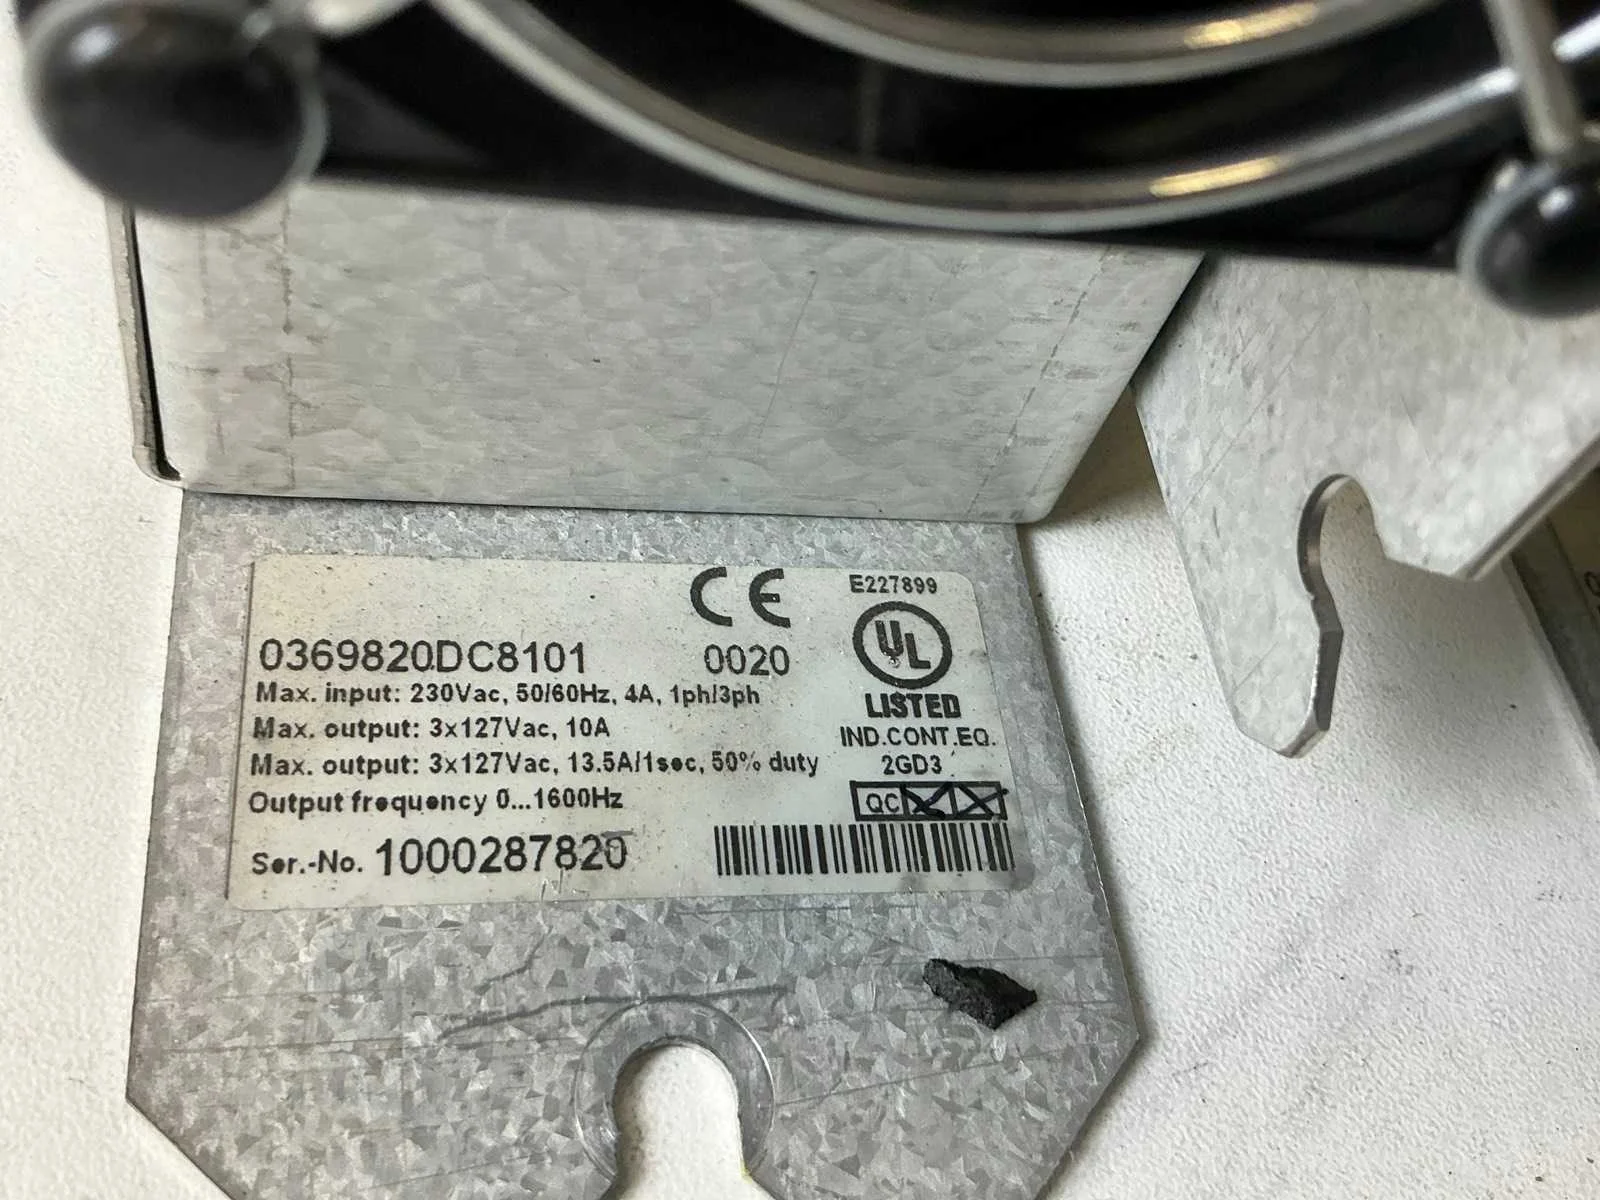 CE
E227899
0369820DC8101
0020
UL
LISTED
Max. input: 230Vac, 50/60Hz, 4A, 1ph/3ph
IND.CONT.EQ.
Max. output: 3x127Vac, 10A
2GD3
Max. output: 3x127Vac, 13.5A/1sec, 50% duty
Output frequency 0...1600Hz
QC
Ser.-No. 1000287820